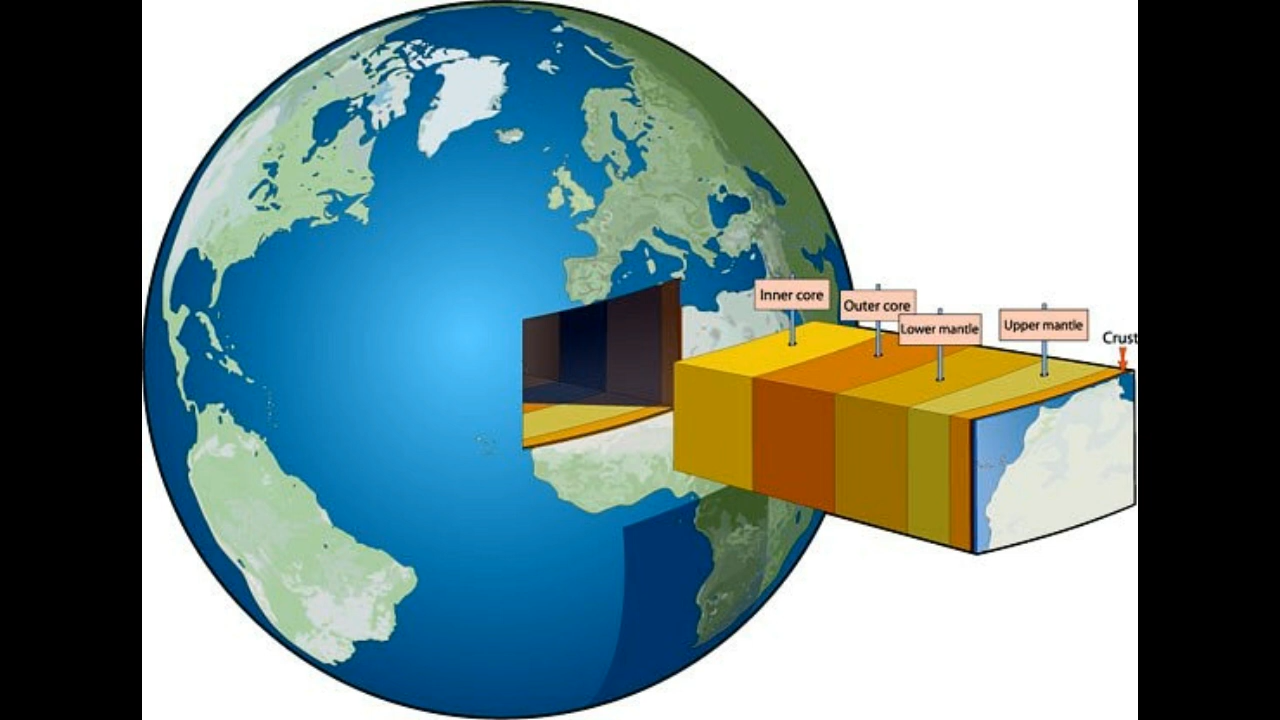 Inner core
Outer core
Lower mantle
Upper mantle
Crust